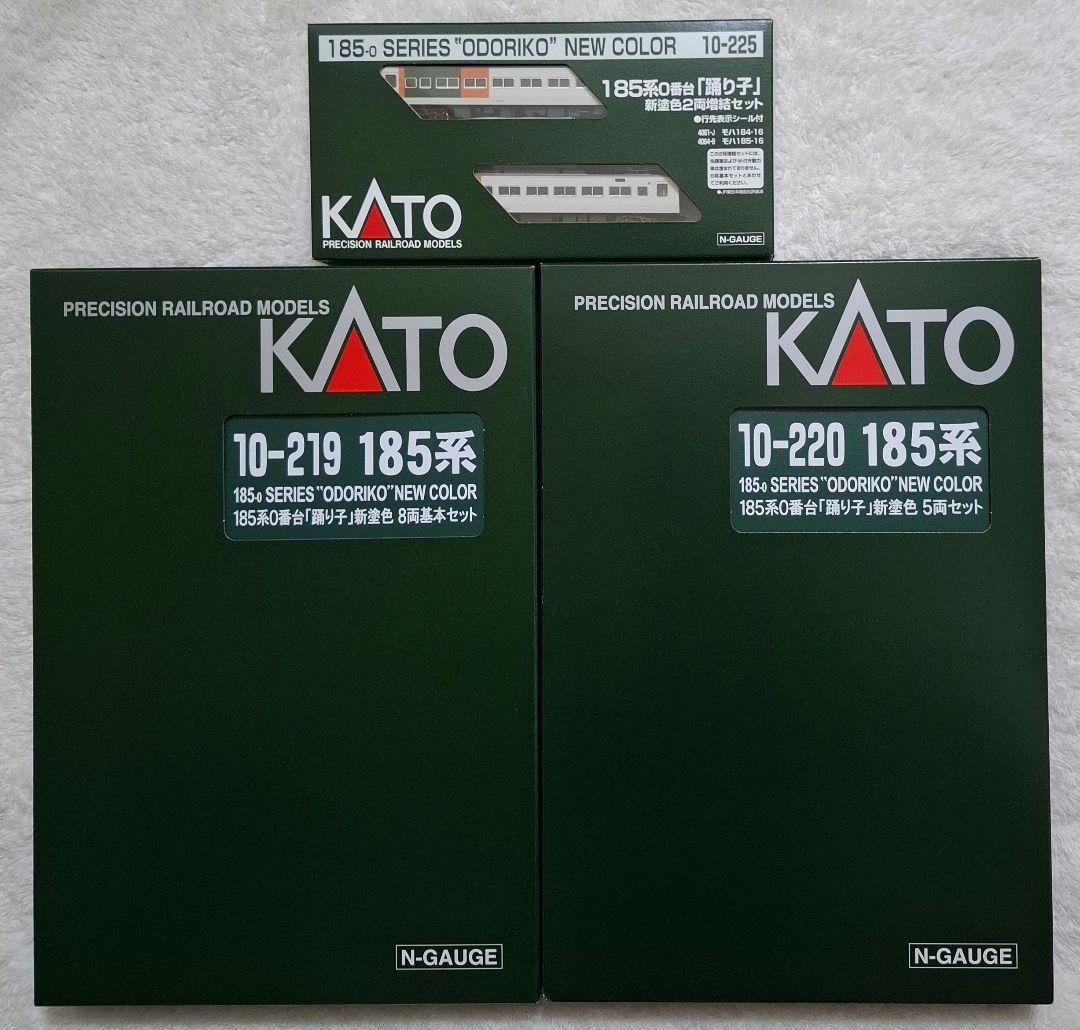 185-0 SERIES "ODORIKO" NEW COLOR 10-225
185系0番台「踊り子」
新塗色2両増結セット
●行先表示シール付
4061-J モハ184-16
4064-8 モハ185-16
KATO
PRECISION RAILROAD MODELS
N-GAUGE
PRECISION RAILROAD MODELS
KATO
10-219 185系
185-0 SERIES "ODORIKO" NEW COLOR
185系0番台「踊り子」新塗色 8両基本セット
N-GAUGE
PRECISION RAILROAD MODELS
KATO
10-220 185系
185-0 SERIES "ODORIKO" NEW COLOR
185系0番台「踊り子」新塗色 5両セット
N-GAUGE